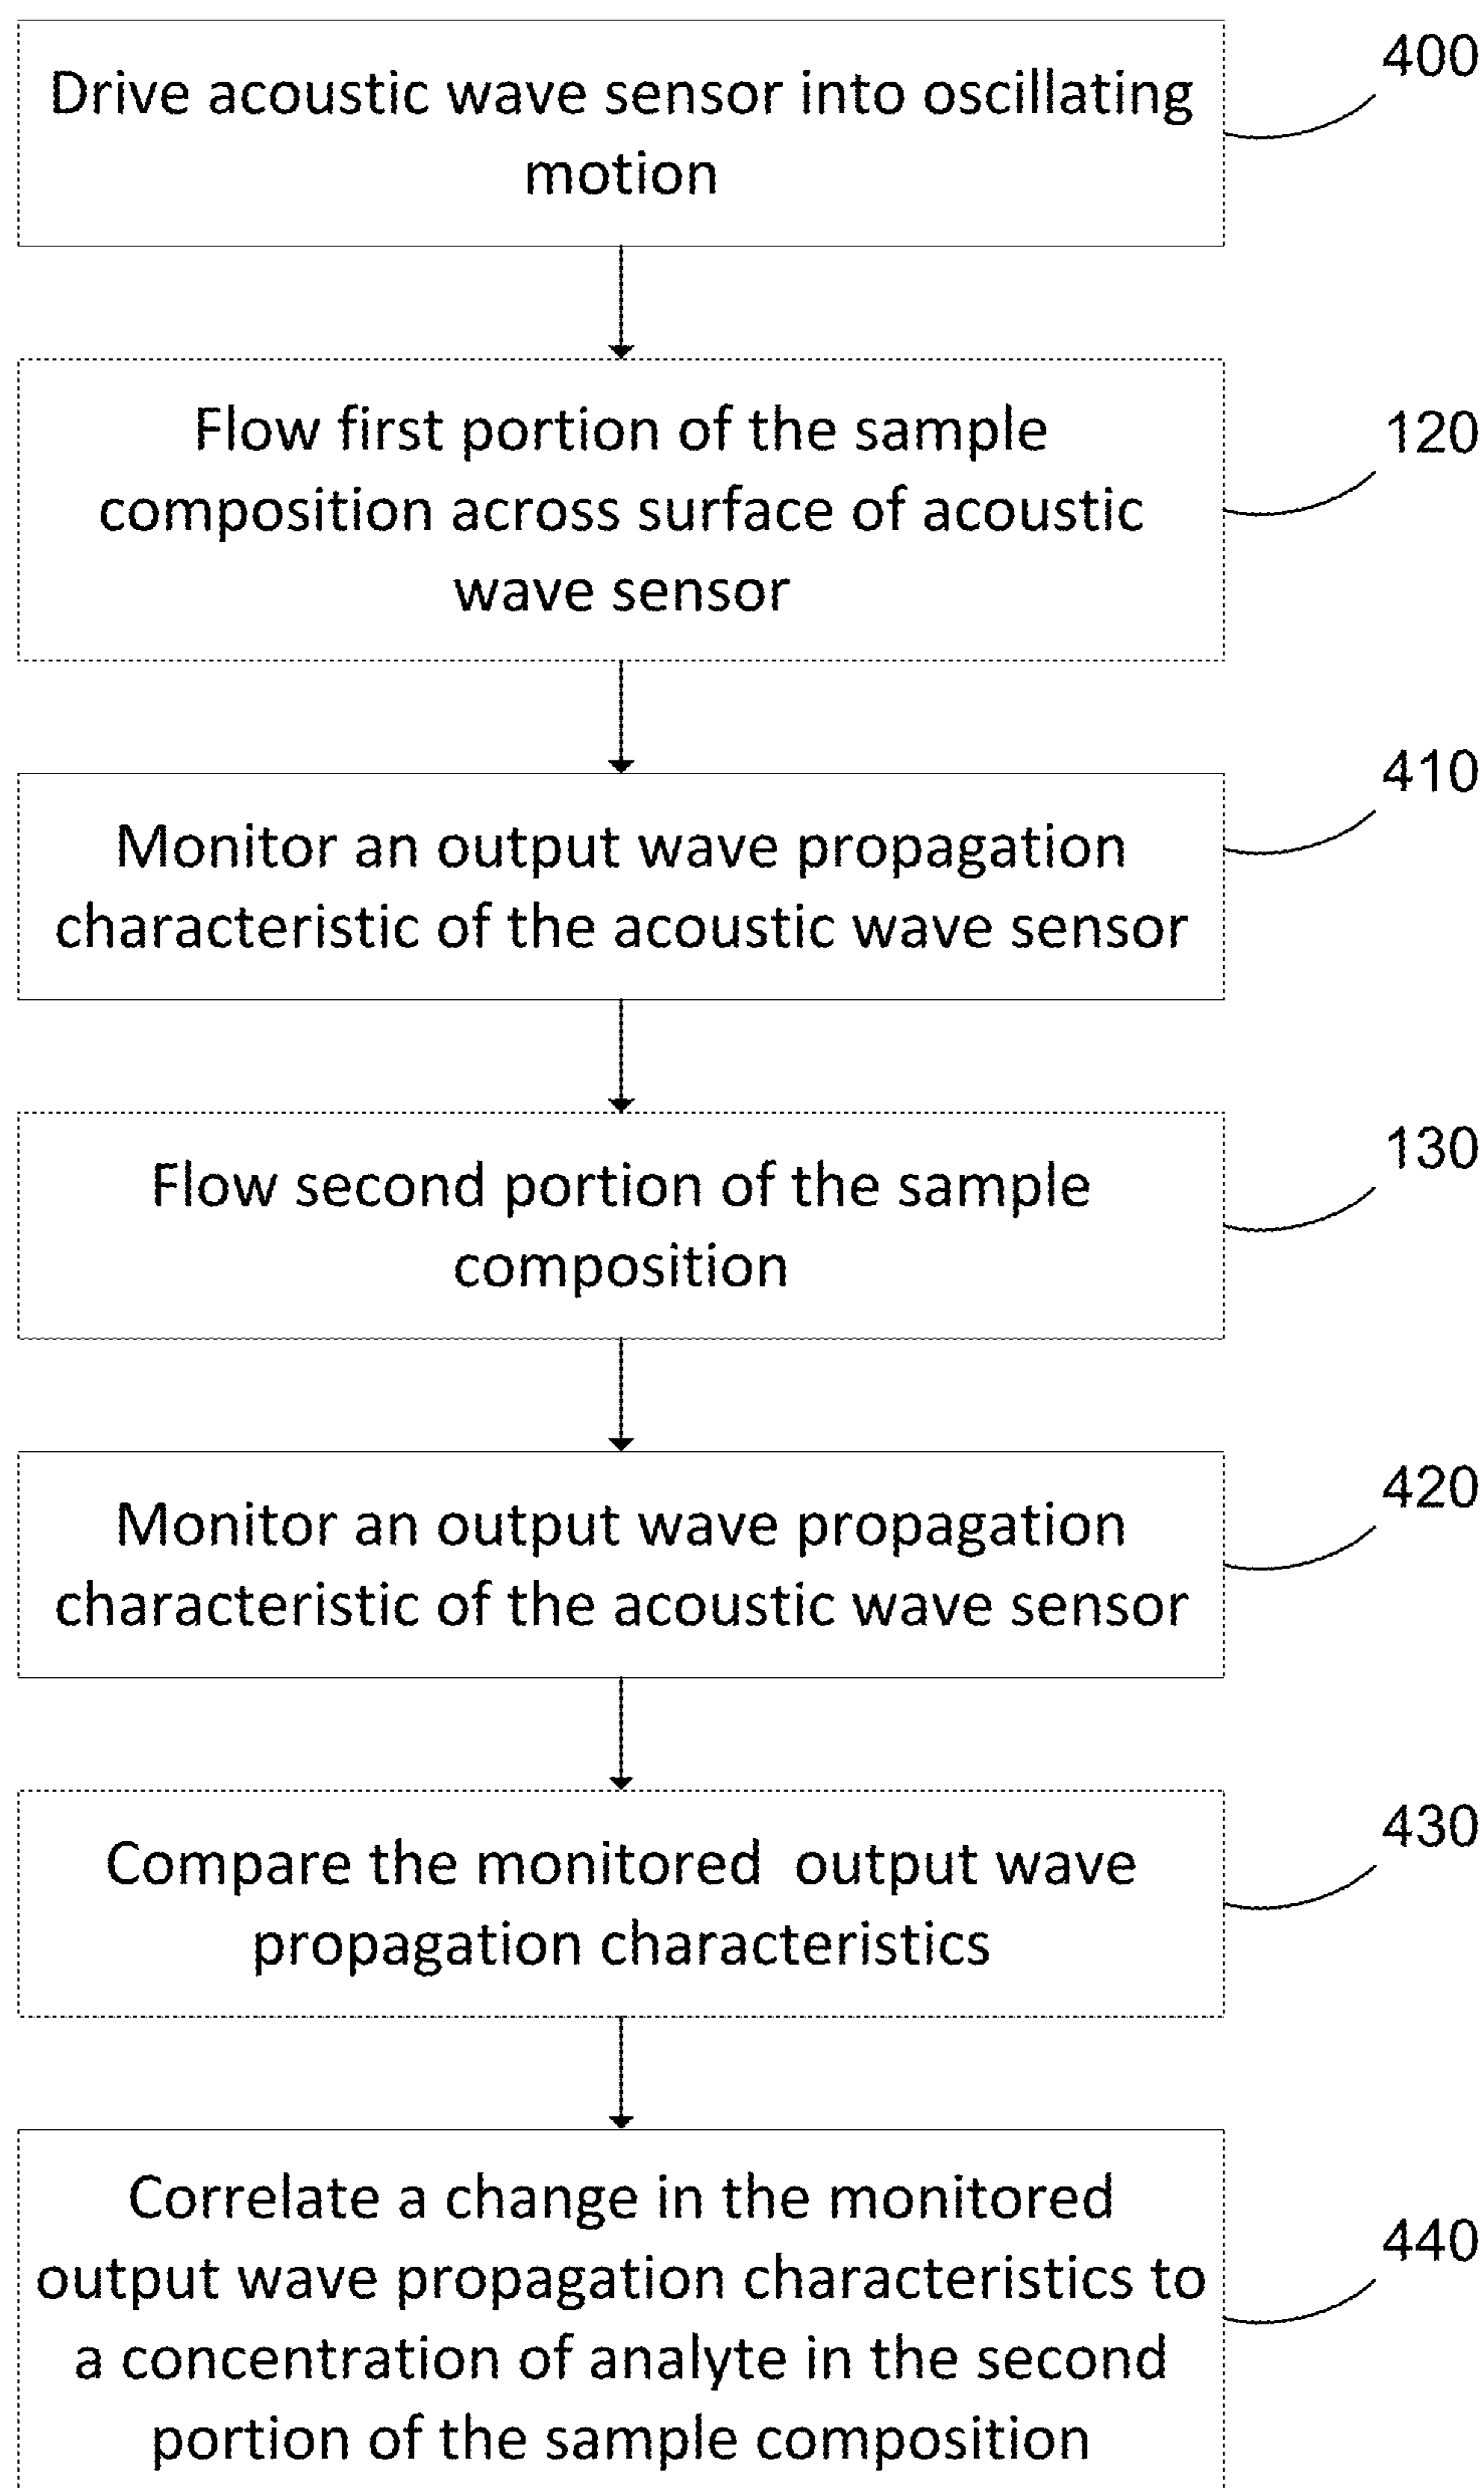 400
Drive acoustic wave sensor into oscillating
motion
120
Flow first portion of the sample
composition across surface of acoustic
wave sensor
410
Monitor an output wave propagation
characteristic of the acoustic wave sensor
130
Flow second portion of the sample
composition
420
Monitor an output wave propagation
characteristic of the acoustic wave sensor
430
Compare the monitored output wave
propagation characteristics
440
Correlate a change in the monitored
output wave propagation characteristics to
a concentration of analyte in the second
portion of the sample composition